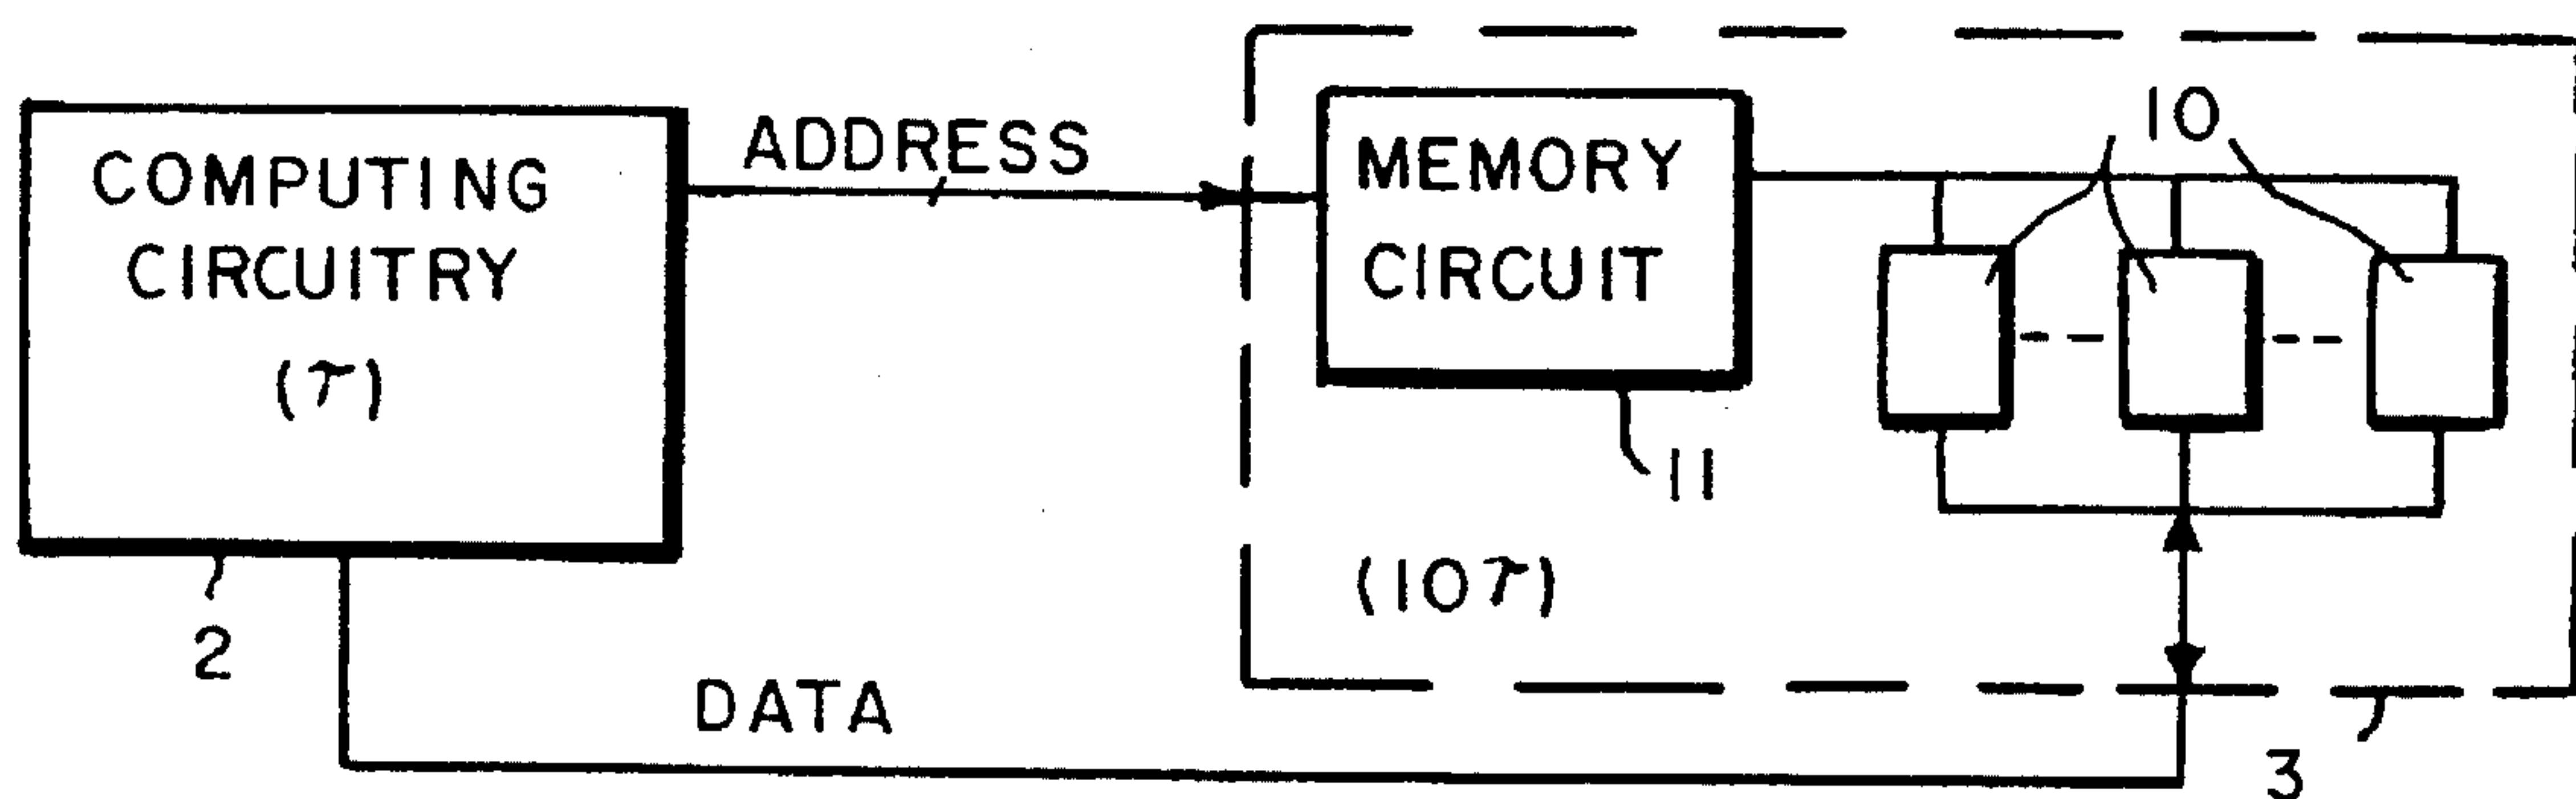 COMPUTING
CIRCUITRY
(τ)
2
ADDRESS
MEMORY
CIRCUIT
11
10
(10τ)
DATA
3